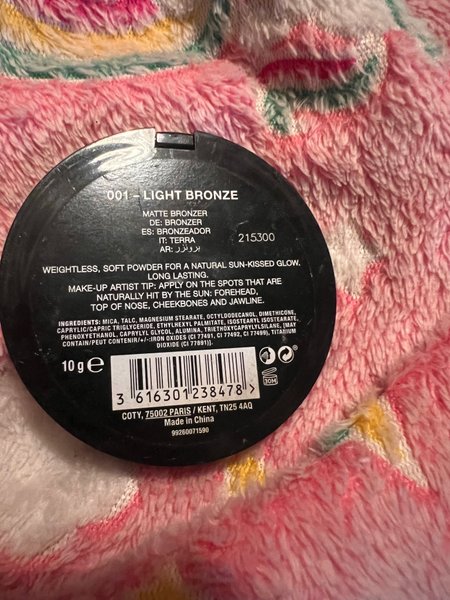 001 – LIGHT BRONZE
MATTE BRONZER
DE: BRONZER
ES: BRONZEADOR
IT: TERRA
AR: برونزر
215300
WEIGHTLESS, SOFT POWDER FOR A NATURAL SUN-KISSED GLOW.
LONG LASTING.
MAKE-UP ARTIST TIP: APPLY ON THE SPOTS THAT ARE
NATURALLY HIT BY THE SUN: FOREHEAD,
TOP OF NOSE, CHEEKBONES AND JAWLINE.
INGREDIENTS: MICA, TALC, MAGNESIUM STEARATE, OCTYLDODECANOL, DIMETHICONE,
CAPRYLIC/CAPRIC TRIGLYCERIDE, ETHYLHEXYL PALMITATE, ISOSTEARYL ISOSTEARATE,
PHENOXYETHANOL, CAPRYLYL GLYCOL, ALUMINA, TRIETHOXYCAPRYLYLSILANE, [MAY
CONTAIN/PEUT CONTENIR/+/-:IRON OXIDES (CI 77491, CI 77492, CI 77499), TITANIUM
DIOXIDE (CI 77891)].
10 g e
30M
3 616301 238478 >
COTY, 75002 PARIS / KENT, TN25 4AQ
Made in China
99260071590